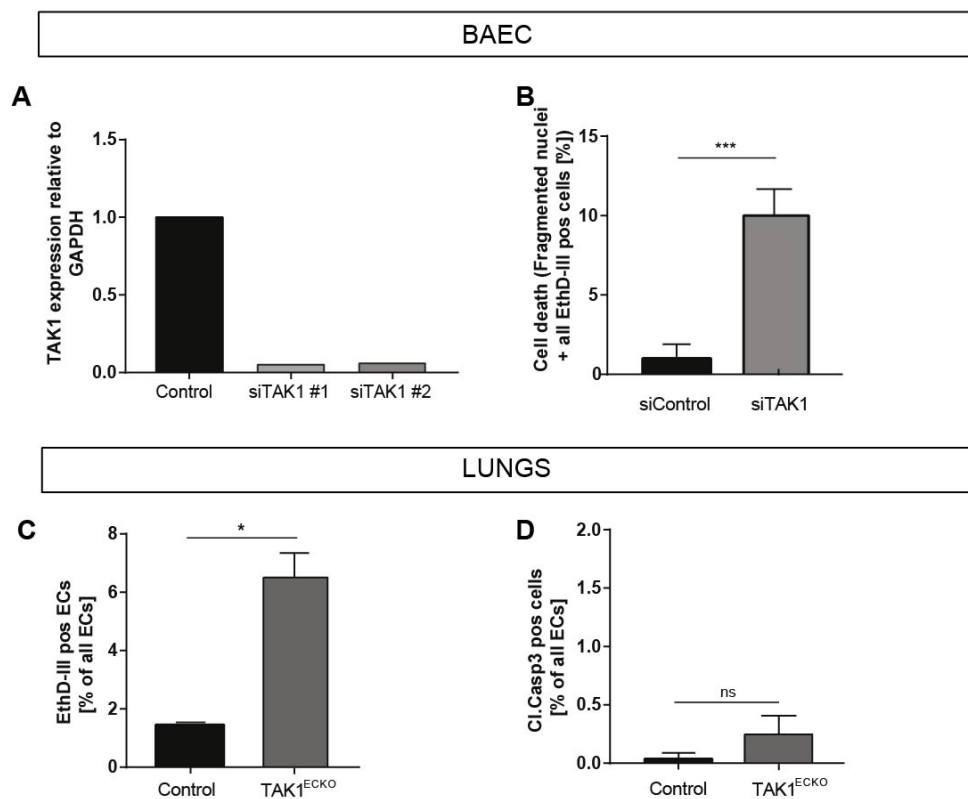 BAEC
A
TAK1 expression relative to
GAPDH
1.5
1.0
0.5
0.0
Control
siTAK1 #1
siTAK1 #2
B
Cell death (Fragmented nuclei
+ all EthD-III pos cells [%])
15
10
5
0
***
siControl
siTAK1
LUNGS
C
EthD-III pos ECs
[% of all ECs]
8
6
4
2
0
*
Control
TAK1ECKO
D
Cl.Casp3 pos cells
[% of all ECs]
2.0
1.5
1.0
0.5
0.0
ns
Control
TAK1ECKO